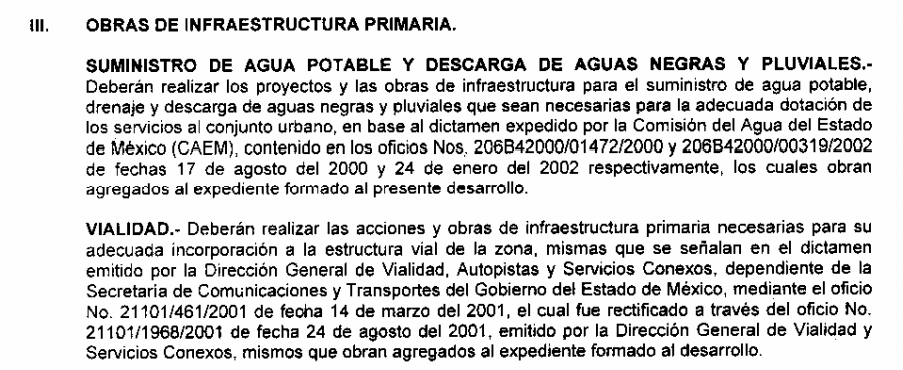 III. OBRAS DE INFRAESTRUCTURA PRIMARIA.
SUMINISTRO DE AGUA POTABLE Y DESCARGA DE AGUAS NEGRAS Y PLUVIALES.-
Deberán realizar los proyectos y las obras de infraestructura para el suministro de agua potable,
drenaje y descarga de aguas negras y pluviales que sean necesarias para la adecuada dotación de
los servicios al conjunto urbano, en base al dictamen expedido por la Comisión del Agua del Estado
de México (CAEM), contenido en los oficios Nos. 206B42000/01472/2000 y 206B42000/00319/2002
de fechas 17 de agosto del 2000 y 24 de enero del 2002 respectivamente, los cuales obran
agregados al expediente formado al presente desarrollo.
VIALIDAD.- Deberán realizar las acciones y obras de infraestructura primaria necesarias para su
adecuada incorporación a la estructura vial de la zona, mismas que se señalan en el dictamen
emitido por la Dirección General de Vialidad, Autopistas y Servicios Conexos, dependiente de la
Secretaria de Comunicaciones y Transportes del Gobierno del Estado de México, mediante el oficio
No. 21101/461/2001 de fecha 14 de marzo del 2001, el cual fue rectificado a través del oficio No.
21101/1968/2001 de fecha 24 de agosto del 2001, emitido por la Dirección General de Vialidad y
Servicios Conexos, mismos que obran agregados al expediente formado al desarrollo.